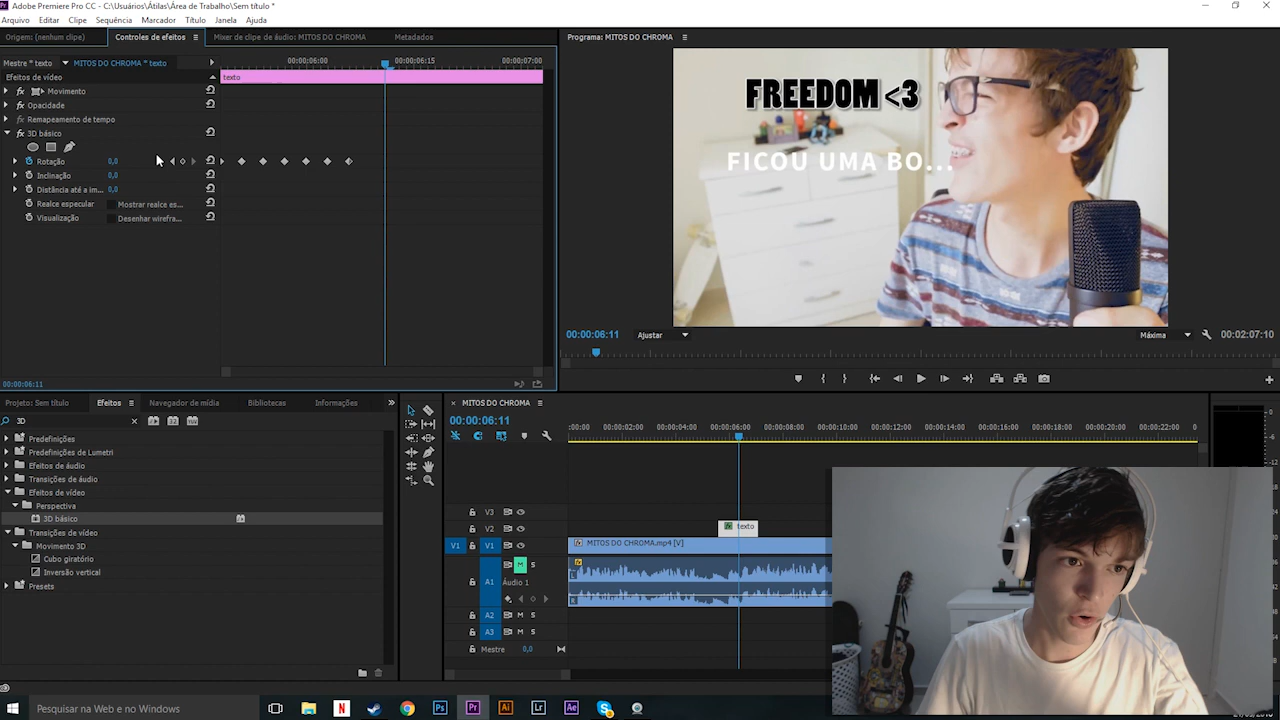 Adobe Premiere Pro CC - C:\Usuários\Átilas\Área de Trabalho\Sem título *
Arquivo Editar Clipe Sequência Marcador Título Janela Ajuda
Origem: (nenhum clipe) Controles de efeitos Mixer de clipe de áudio: MITOS DO CHROMA Metadados
Mestre * texto MITOS DO CHROMA * texto
00:00:06:00 00:00:06:15 00:00:07:00
Efeitos de vídeo
texto
Movimento
Opacidade
Remapeamento de tempo
3D básico
Rotação 0,0
Inclinação 0,0
Distância até a im... 0,0
Realce especular Mostrar realce es...
Visualização Desenhar wirefra...
00:00:06:11
Programa: MITOS DO CHROMA
FREEDOM <3
FICOU UMA BO...
00:00:06:11 Ajustar Máxima 00:02:07:10
Projeto: Sem título Efeitos Navegador de mídia Bibliotecas Informações
3D
Predefinições
Predefinições de Lumetri
Efeitos de áudio
Transições de áudio
Efeitos de vídeo
Perspectiva
3D básico
Transições de vídeo
Movimento 3D
Cubo giratório
Inversão vertical
Presets
MITOS DO CHROMA
00:00:06:11
:00:00 00:00:02:00 00:00:04:00 00:00:06:00 00:00:08:00 00:00:10:00 00:00:12:00 00:00:14:00 00:00:16:00 00:00:18:00 00:00:20:00 00:00:22:00 0
V3
V2 texto
V1 V1 MITOS DO CHROMA.mp4 [V]
M S
A1 Áudio 1
A2 M S
A3 M S
Mestre 0,0
0
-6
-12
Pesquisar na Web e no Windows